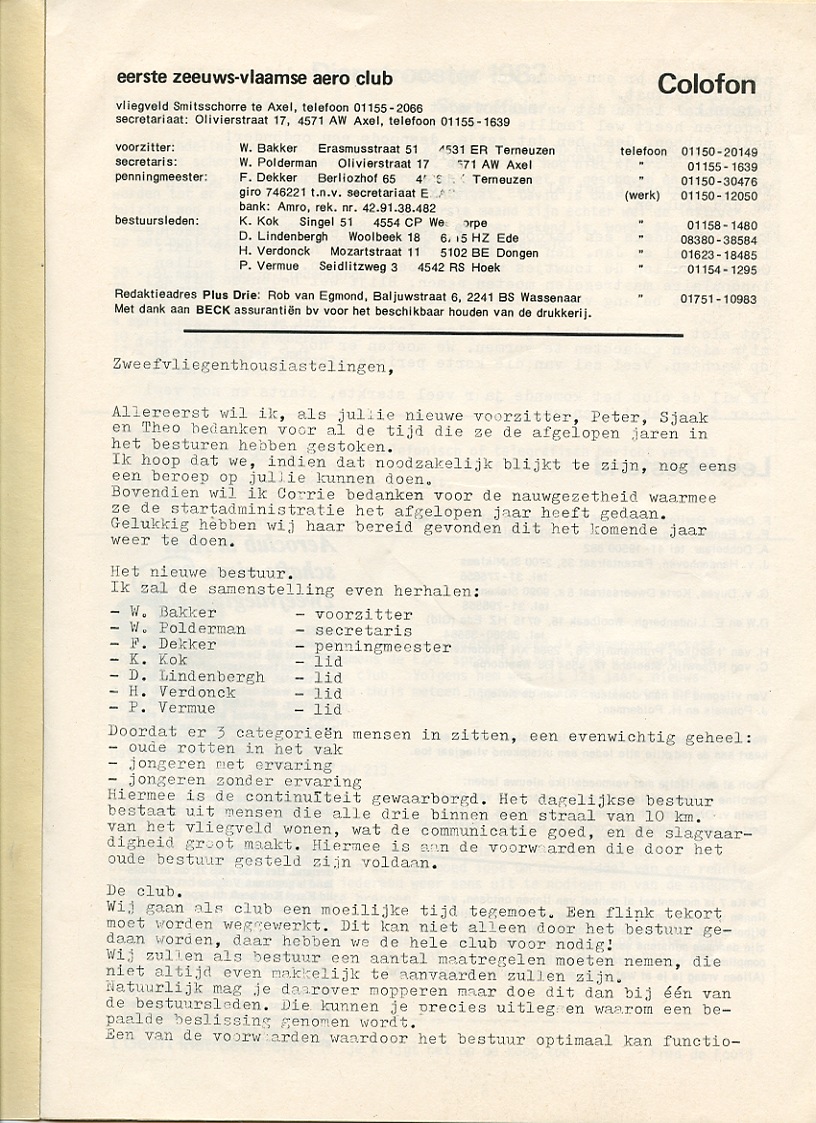 eerste zeeuws-vlaamse aero club
Colofon
vliegveld Smitsschorre te Axel, telefoon 01155-2066
secretariaat: Olivierstraat 17, 4571 AW Axel, telefoon 01155-1639
voorzitter: W. Bakker Erasmusstraat 51 4531 ER Terneuzen telefoon 01150-20149
secretaris: W. Polderman Olivierstraat 17 571 AW Axel " 01155-1639
penningmeester: F. Dekker Berliozhof 65 Terneuzen " 01150-30476
giro 746221 t.n.v. secretariaat (werk) 01150-12050
bank: Amro, rek. nr. 42.91.38.482
bestuursleden: K. Kok Singel 51 4554 CP " 01158-1480
D. Lindenbergh Woolbeek 18 HZ Ede " 08380-38584
H. Verdonck Mozartstraat 11 5102 BE Dongen " 01623-18485
P. Vermue Seidlitzweg 3 4542 RS Hoek " 01154-1295
Redaktieadres Plus Drie: Rob van Egmond, Baljuwstraat 6, 2241 BS Wassenaar " 01751-10983
Met dank aan BECK assurantiën bv voor het beschikbaar houden van de drukkerij.
Zweefvliegenthousiastelingen,
Allereerst wil ik, als jullie nieuwe voorzitter, Peter, Sjaak
en Theo bedanken voor al de tijd die ze de afgelopen jaren in
het besturen hebben gestoken.
Ik hoop dat we, indien dat noodzakelijk blijkt te zijn, nog eens
een beroep op jullie kunnen doen.
Bovendien wil ik Corrie bedanken voor de nauwgezetheid waarmee
ze de startadministratie het afgelopen jaar heeft gedaan.
Gelukkig hebben wij haar bereid gevonden dit het komende jaar
weer te doen.
Het nieuwe bestuur.
Ik zal de samenstelling even herhalen:
- W. Bakker - voorzitter
- W. Polderman - secretaris
- F. Dekker - penningmeester
- K. Kok - lid
- D. Lindenbergh - lid
- H. Verdonck - lid
- P. Vermue - lid
Doordat er 3 categorieën mensen in zitten, een evenwichtig geheel:
- oude rotten in het vak
- jongeren met ervaring
- jongeren zonder ervaring
Hiermee is de continuïteit gewaarborgd. Het dagelijkse bestuur
bestaat uit mensen die alle drie binnen een straal van 10 km.
van het vliegveld wonen, wat de communicatie goed, en de slagvaar-
digheid groot maakt. Hiermee is aan de voorwaarden die door het
oude bestuur gesteld zijn voldaan.
De club.
Wij gaan als club een moeilijke tijd tegemoet. Een flink tekort
moet worden weggewerkt. Dit kan niet alleen door het bestuur ge-
daan worden, daar hebben we de hele club voor nodig!
Wij zullen als bestuur een aantal maatregelen moeten nemen, die
niet altijd even makkelijk te aanvaarden zullen zijn.
Natuurlijk mag je daarover mopperen maar doe dit dan bij één van
de bestuursleden. Die kunnen je precies uitleggen waarom een be-
paalde beslissing genomen wordt.
Een van de voorwaarden waardoor het bestuur optimaal kan functio-